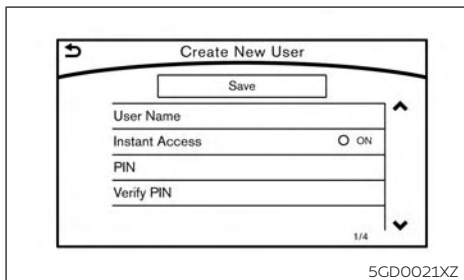 Create New User
Save
User Name
Instant Access ON
PIN
Verify PIN
1/4
5GD0021XZ